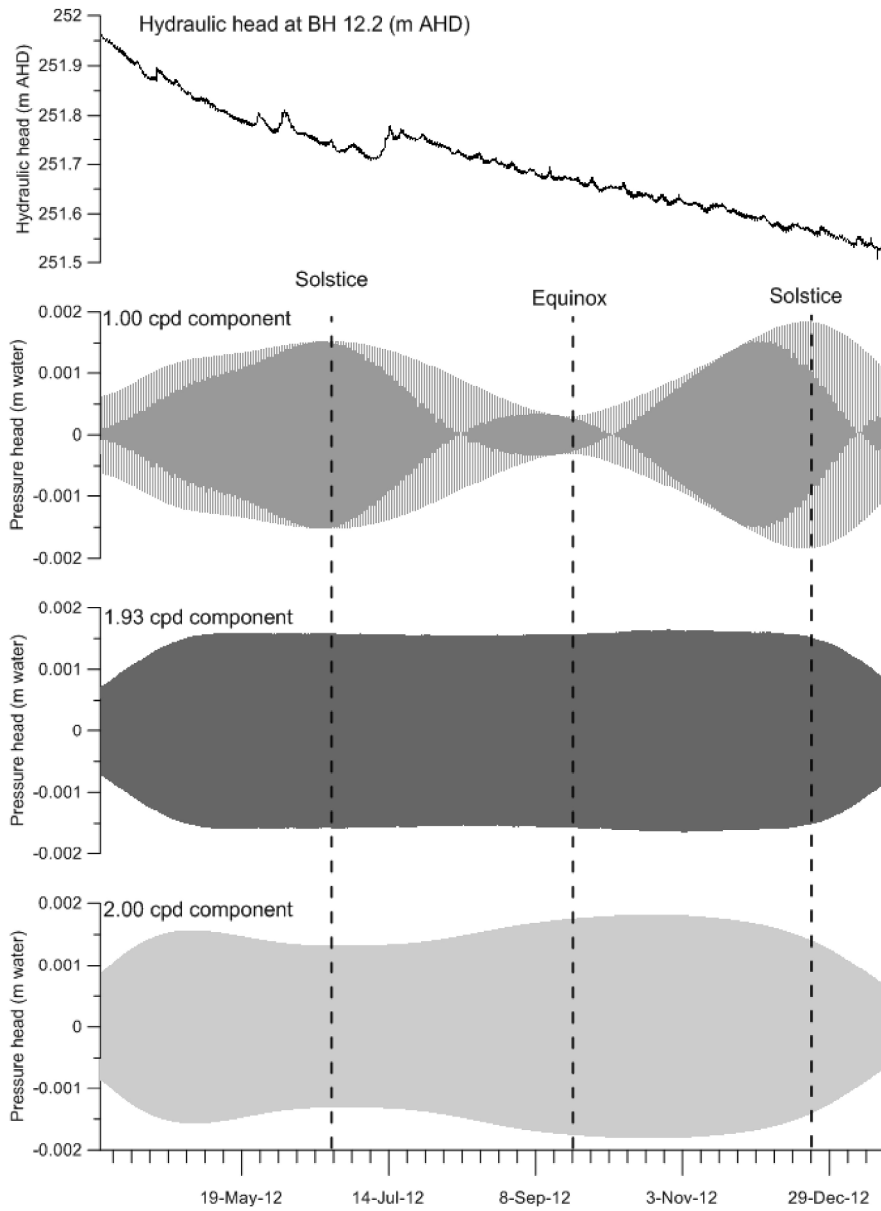 252
251.9
251.8
251.7
251.6
251.5
Hydraulic head (m AHD)
Hydraulic head at BH 12.2 (m AHD)
Solstice
Equinox
Solstice
0.002
0.001
0
-0.001
-0.002
Pressure head (m water)
1.00 cpd component
0.002
0.001
0
-0.001
-0.002
Pressure head (m water)
1.93 cpd component
0.002
0.001
0
-0.001
-0.002
Pressure head (m water)
2.00 cpd component
19-May-12 14-Jul-12 8-Sep-12 3-Nov-12 29-Dec-12